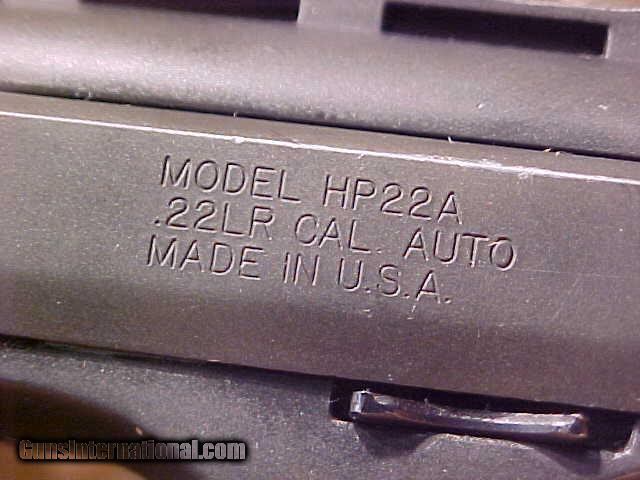 MODEL HP22A
.22LR CAL. AUTO
MADE IN U.S.A.
GunsInternational.com